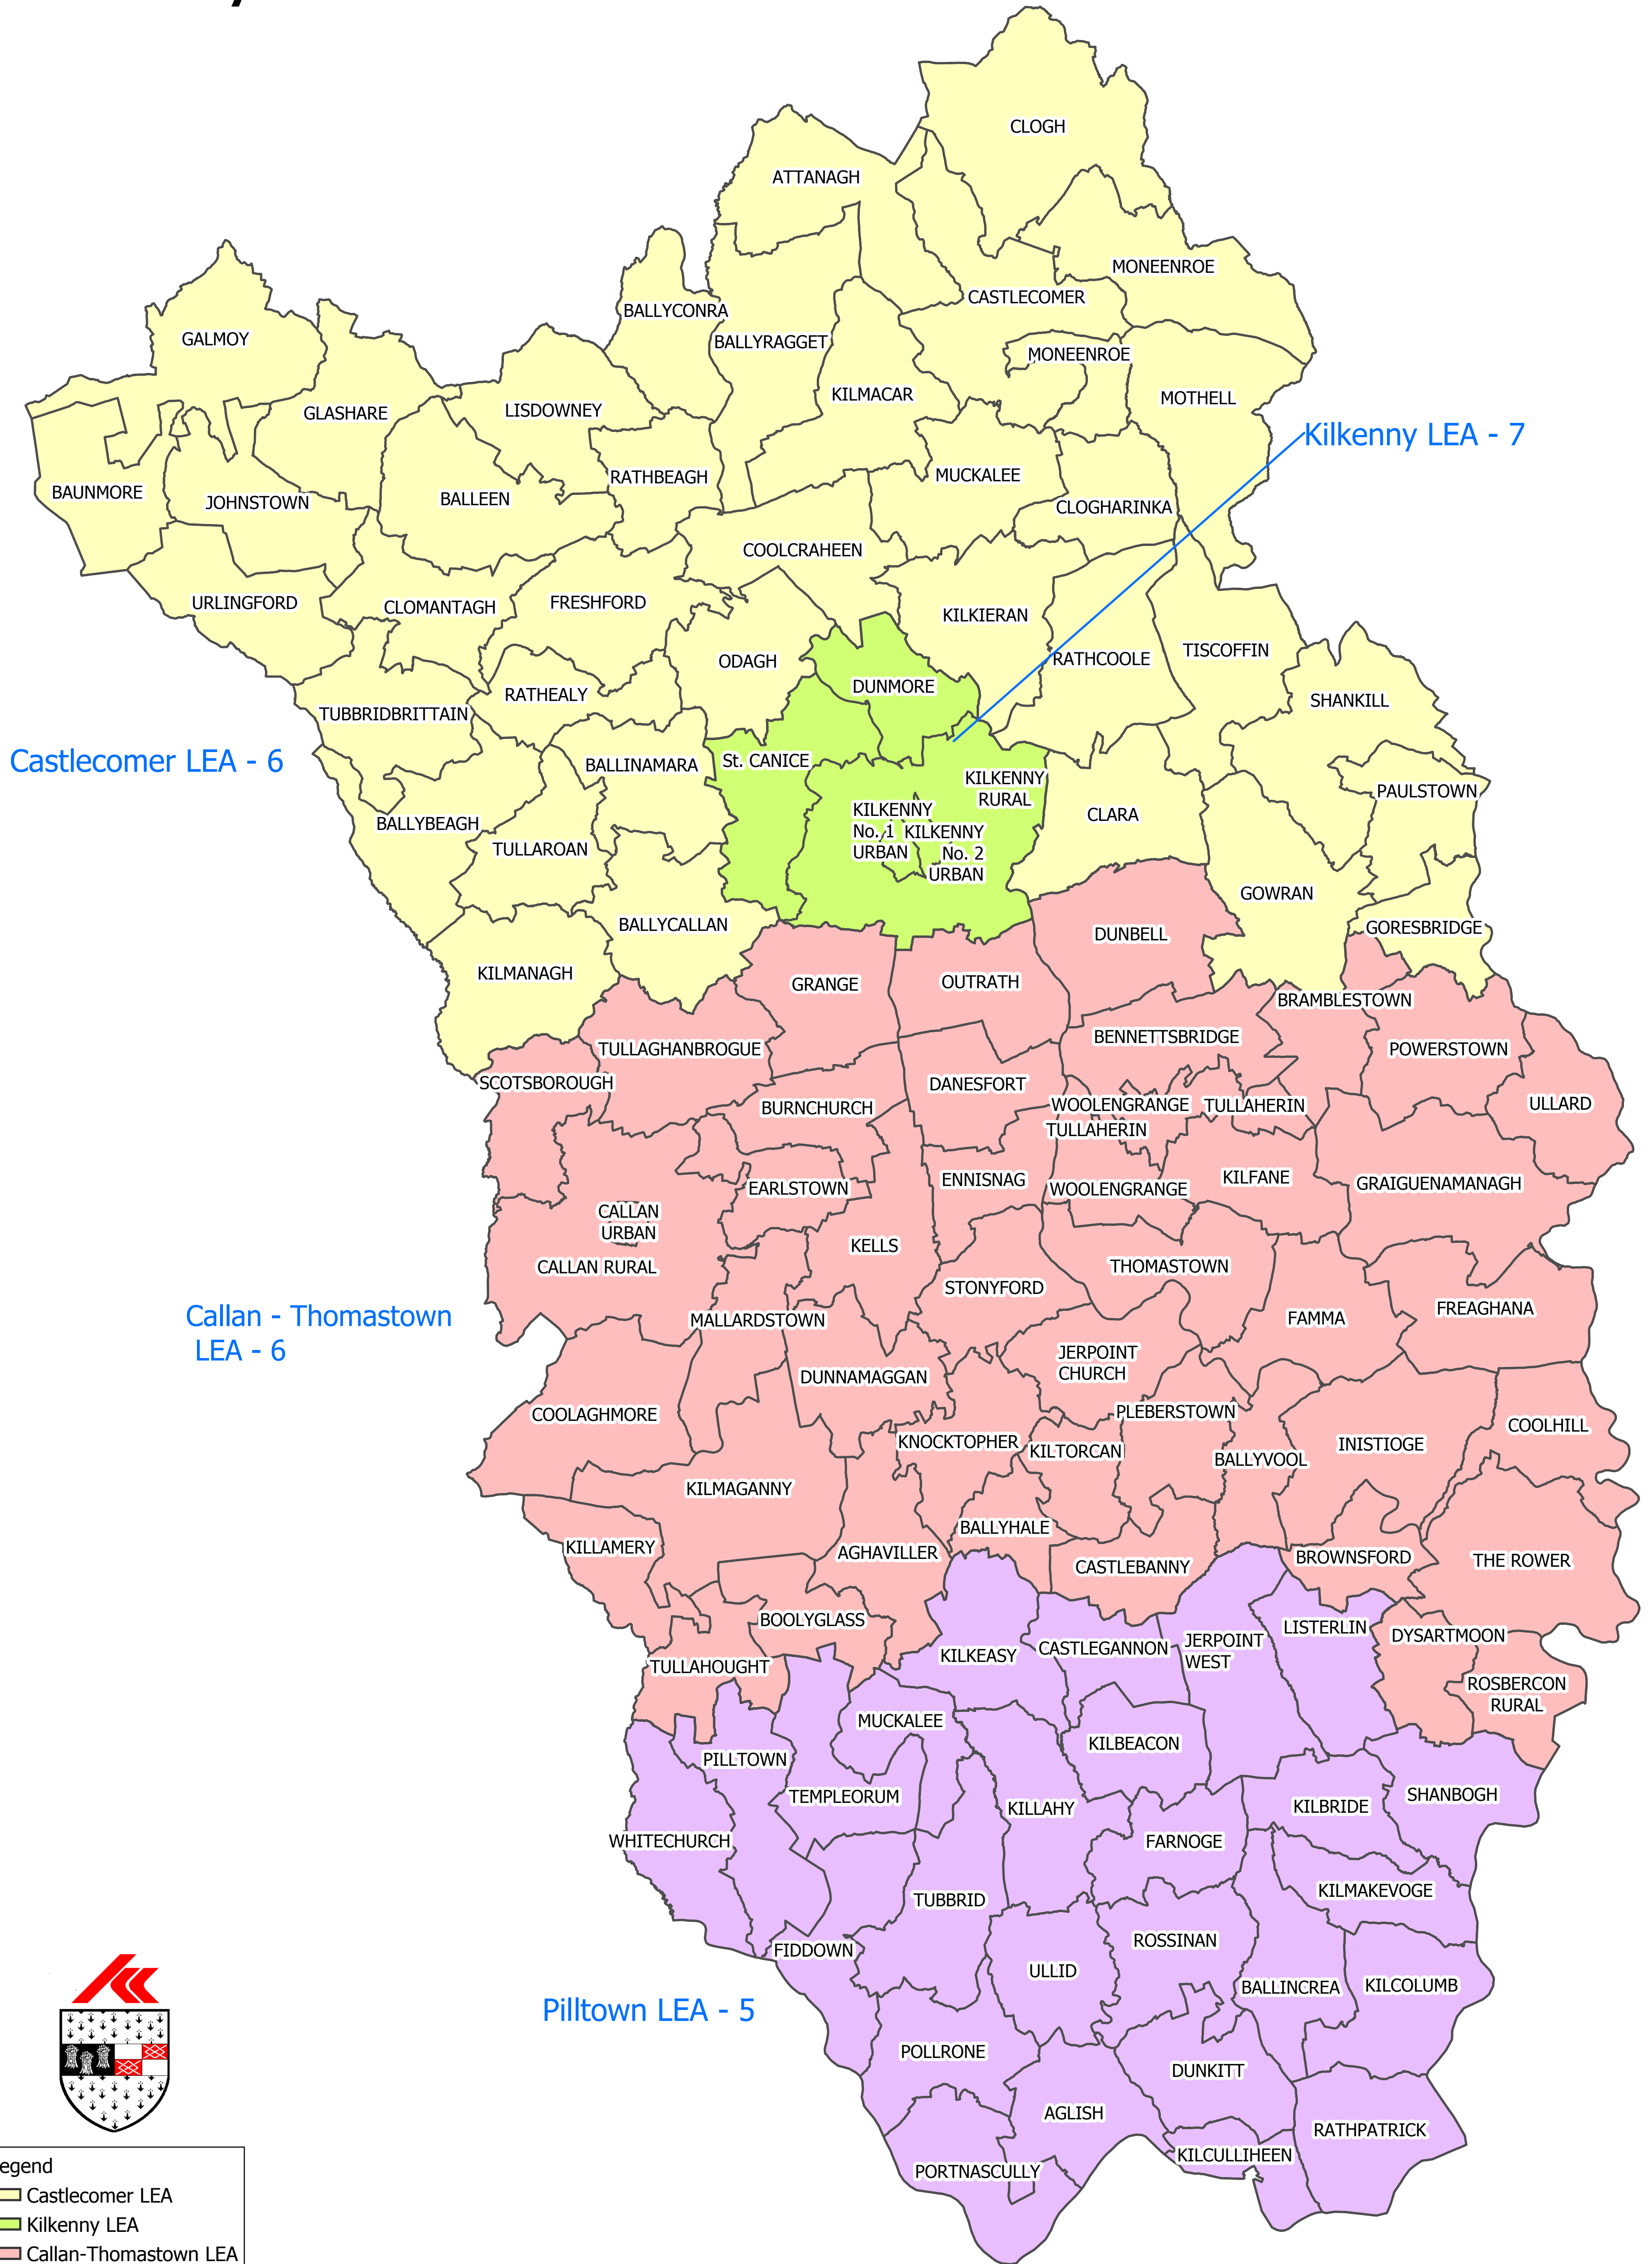 CLOGH
ATTANAGH
MONEENROE
CASTLECOMER
BALLYCONRA
GALMOY
BALLYRAGGET
MONEENROE
KILMACAR
MOTHELL
LISDOWNEY
GLASHARE
Kilkenny LEA - 7
MUCKALEE
RATHBEAGH
BAUNMORE
BALLEEN
JOHNSTOWN
CLOGHARINKA
COOLCRAHEEN
URLINGFORD
FRESHFORD
CLOMANTAGH
KILKIERAN
TISCOFFIN
RATHCOOLE
ODAGH
DUNMORE
RATHEALY
SHANKILL
TUBBRIDBRITTAIN
Castlecomer LEA - 6
St. CANICE
BALLINAMARA
KILKENNY
RURAL
PAULSTOWN
KILKENNY
No. 1
URBAN
CLARA
BALLYBEAGH
KILKENNY
No. 2
URBAN
TULLAROAN
GOWRAN
BALLYCALLAN
GORESBRIDGE
DUNBELL
KILMANAGH
OUTRATH
GRANGE
BRAMBLESTOWN
BENNETTSBRIDGE
TULLAGHANBROGUE
POWERSTOWN
SCOTSBOROUGH
DANESFORT
ULLARD
WOOLENGRANGE
TULLAHERIN
BURNCHURCH
TULLAHERIN
KILFANE
ENNISNAG
GRAIGUENAMANAGH
EARLSTOWN
WOOLENGRANGE
CALLAN
URBAN
KELLS
CALLAN RURAL
THOMASTOWN
STONYFORD
FREAGHANA
Callan - Thomastown
LEA - 6
FAMMA
MALLARDSTOWN
JERPOINT
CHURCH
DUNNAMAGGAN
PLEBERSTOWN
COOLAGHMORE
COOLHILL
KNOCKTOPHER
INISTIOGE
KILTORCAN
BALLYVOOL
KILMAGANNY
BALLYHALE
KILLAMERY
AGHAVILLER
BROWNSFORD
THE ROWER
CASTLEBANNY
BOOLYGLASS
LISTERLIN
DYSARTMOON
JERPOINT
WEST
CASTLEGANNON
KILKEASY
TULLAHOUGHT
ROSBERCON
RURAL
MUCKALEE
KILBEACON
PILLTOWN
SHANBOGH
TEMPLEORUM
KILBRIDE
KILLAHY
WHITECHURCH
FARNOGE
KILMAKEVOGE
TUBBRID
ROSSINAN
FIDDOWN
ULLID
KILCOLUMB
BALLINCREA
Pilltown LEA - 5
POLLRONE
DUNKITT
AGLISH
RATHPATRICK
KILCULLIHEEN
PORTNASCULLY
egend
Castlecomer LEA
Kilkenny LEA
Callan-Thomastown LEA